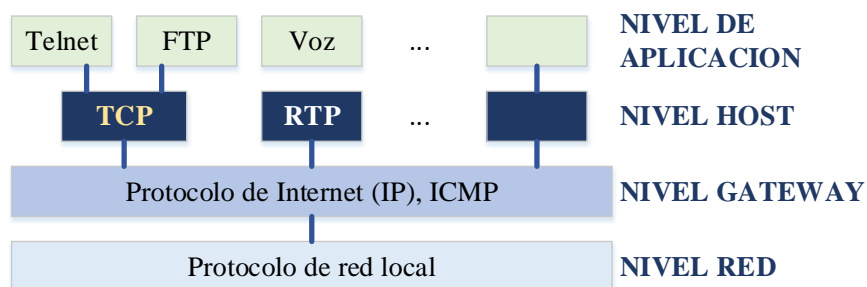 Telnet FTP Voz ... NIVEL DE
APLICACION
TCP RTP ... NIVEL HOST
Protocolo de Internet (IP), ICMP NIVEL GATEWAY
Protocolo de red local NIVEL RED